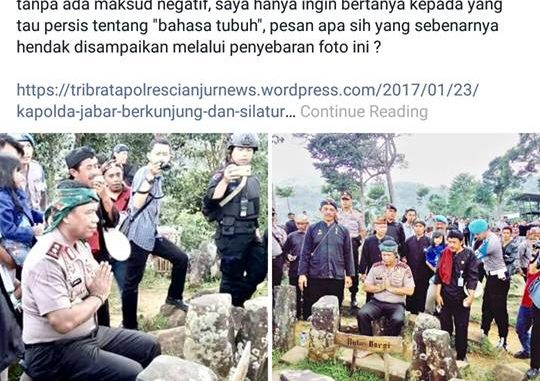 tanpa ada maksud negatif, saya hanya ingin bertanya kepada yang
tau persis tentang "bahasa tubuh", pesan apa sih yang sebenarnya
hendak disampaikan melalui penyebaran foto ini ?
https://tribratapolrescianjurnews.wordpress.com/2017/01/23/
kapolda-jabar-berkunjung-dan-silatur… Continue Reading